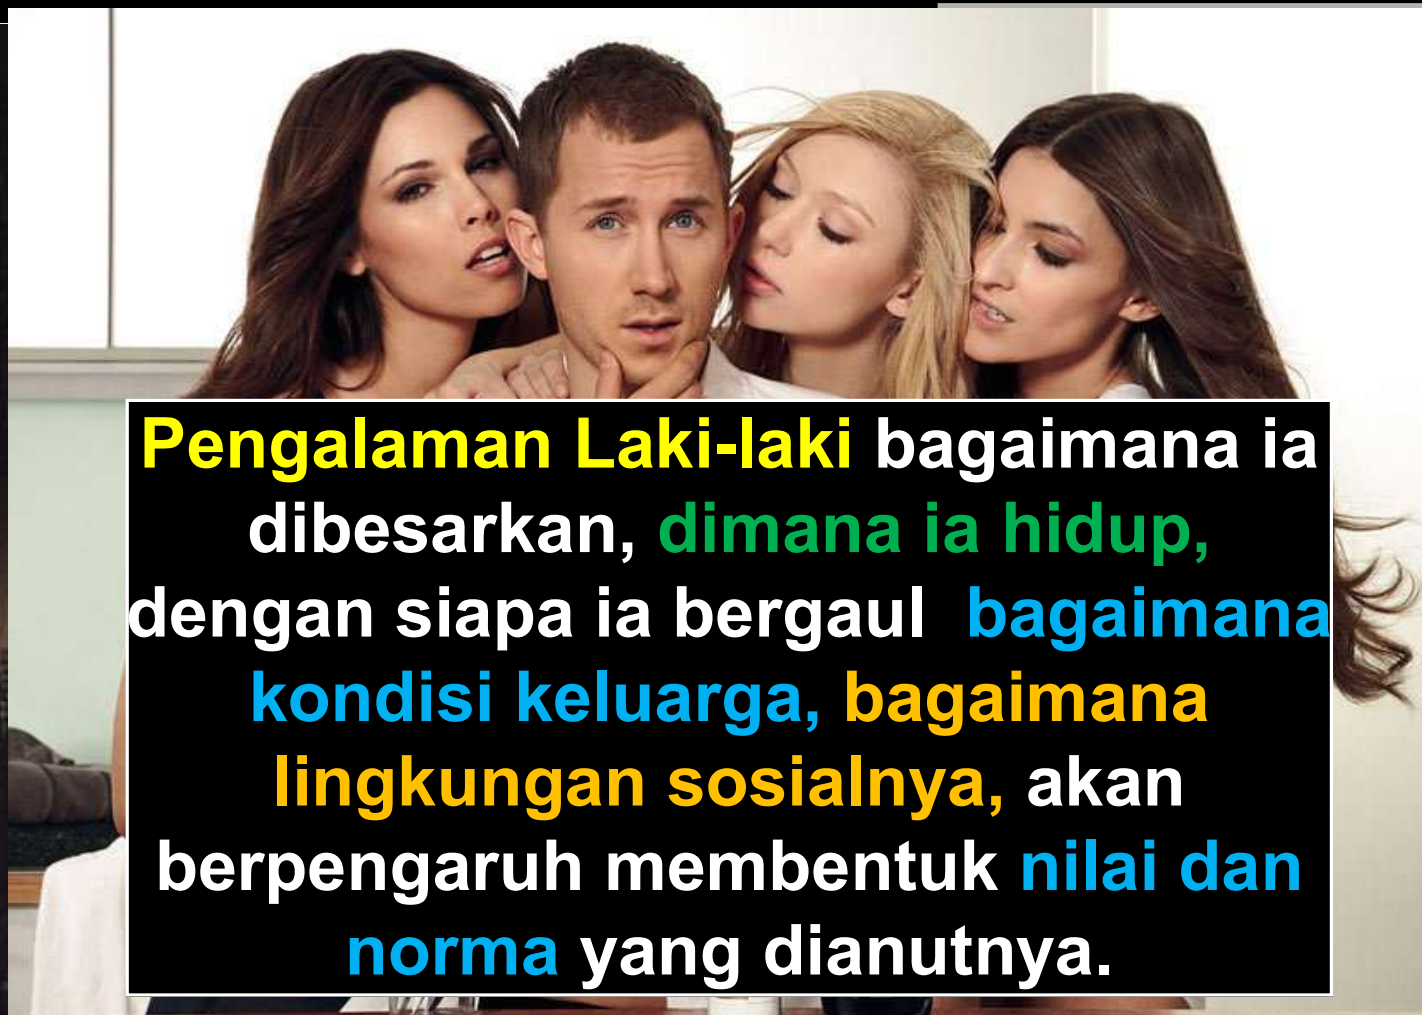 Pengalaman Laki-laki bagaimana ia
dibesarkan, dimana ia hidup,
dengan siapa ia bergaul  bagaimana
kondisi keluarga, bagaimana
lingkungan sosialnya, akan
berpengaruh membentuk nilai dan
norma yang dianutnya.